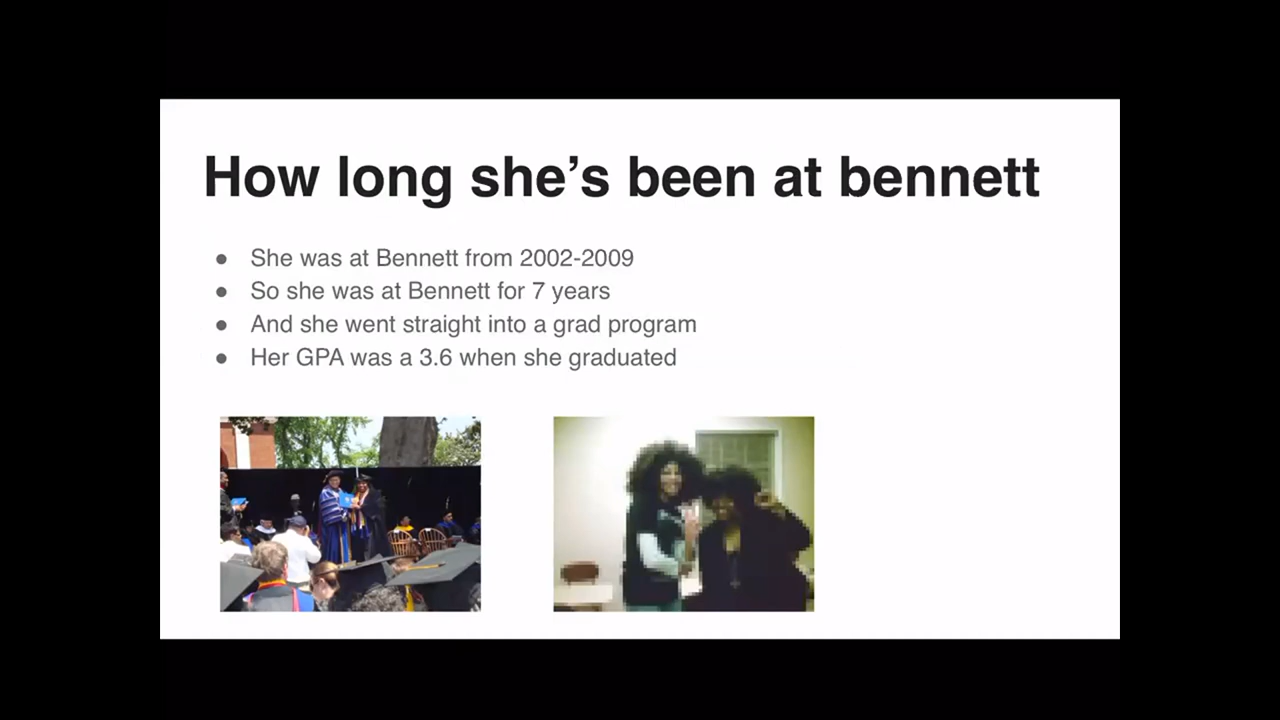 How long she’s been at bennett
● She was at Bennett from 2002-2009
● So she was at Bennett for 7 years
● And she went straight into a grad program
● Her GPA was a 3.6 when she graduated